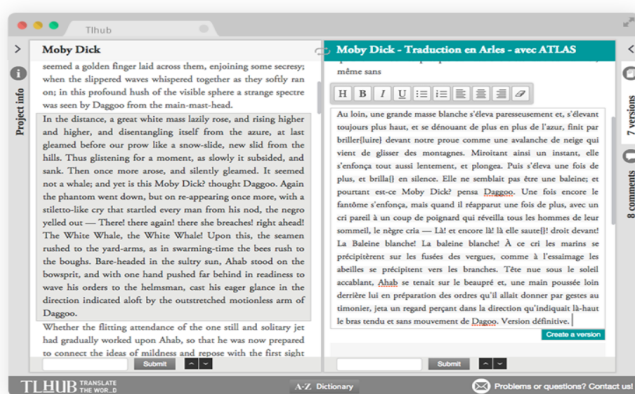 Tlhub
Moby Dick
Moby Dick - Traduction en Arles - avec ATLAS
Project info
seemed a golden finger laid across them, enjoining some secresy;
when the slippered waves whispered together as they softly ran
on; in this profound hush of the visible sphere a strange spectre
was seen by Daggoo from the main-mast-head.
In the distance, a great white mass lazily rose, and rising higher
and higher, and disentangling itself from the azure, at last
gleamed before our prow like a snow-slide, new slid from the
hills. Thus glistening for a moment, as slowly it subsided, and
sank. Then once more arose, and silently gleamed. It seemed
not a whale; and yet is this Moby Dick? thought Daggoo. Again
the phantom went down, but on re-appearing once more, with a
stiletto-like cry that startled every man from his nod, the negro
yelled out — There! there again! there she breaches! right ahead!
The White Whale, the White Whale! Upon this, the seamen
rushed to the yard-arms, as in swarming-time the bees rush to
the boughs. Bare-headed in the sultry sun, Ahab stood on the
bowsprit, and with one hand pushed far behind in readiness to
wave his orders to the helmsman, cast his eager glance in the
direction indicated aloft by the outstretched motionless arm of
Daggoo.
Whether the flitting attendance of the one still and solitary jet
had gradually worked upon Ahab, so that he was now prepared
to connect the ideas of mildness and repose with the first sight
Submit
même sans
H B I U
Au loin, une grande masse blanche s'éleva paresseusement et, s'élevant
toujours plus haut, et se dénouant de plus en plus de l'azur, finit par
briller[luire} devant notre proue comme une avalanche de neige qui
vient de glisser des montagnes. Miroitant ainsi un instant, elle
s'enfonça tout aussi lentement, et plongea. Puis s'éleva une fois de
plus, et brilla[} en silence. Elle ne semblait pas être une baleine; et
pourtant est-ce Moby Dick? pensa Daggoo. Une fois encore le
fantôme s'enfonça, mais quand il réapparut une fois de plus, avec un
cri pareil à un coup de poignard qui réveilla tous les hommes de leur
sommeil, le nègre cria — Là! et encore là! là elle saute[]! droit devant!
La Baleine blanche! La baleine blanche! À ce cri les marins se
précipitèrent sur les fusées des vergues, comme à l'essaimage les
abeilles se précipitent vers les branches. Tête nue sous le soleil
accablant, Ahab se tenait sur le beaupré et, une main poussée loin
derrière lui en préparation des ordres qu'il allait donner par gestes au
timonier, jeta un regard perçant dans la direction qu'indiquait là-haut
le bras tendu et sans mouvement de Dagoo. Version définitive.
Create a version
Submit
7 versions
8 comments
TLHUB TRANSLATE
THE WOR_D
A-Z Dictionary
Problems or questions? Contact us!